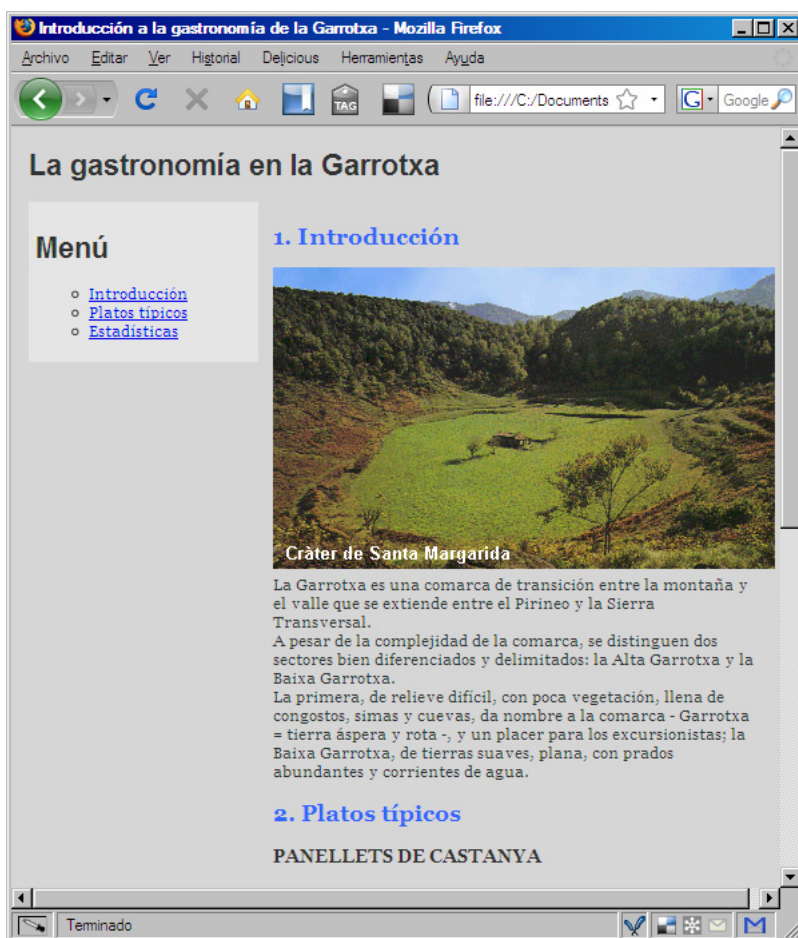 Introducción a la gastronomía de la Garrotxa - Mozilla Firefox
Archivo Editar Ver Historial Delicious Herramientas Ayuda
TAG file:///C:/Documents G Google
La gastronomía en la Garrotxa
Menú
Introducción
Platos típicos
Estadísticas
1. Introducción
Cràter de Santa Margarida
La Garrotxa es una comarca de transición entre la montaña y
el valle que se extiende entre el Pirineo y la Sierra
Transversal.
A pesar de la complejidad de la comarca, se distinguen dos
sectores bien diferenciados y delimitados: la Alta Garrotxa y la
Baixa Garrotxa.
La primera, de relieve difícil, con poca vegetación, llena de
congostos, simas y cuevas, da nombre a la comarca - Garrotxa
= tierra áspera y rota -, y un placer para los excursionistas; la
Baixa Garrotxa, de tierras suaves, plana, con prados
abundantes y corrientes de agua.
2. Platos típicos
PANELLETS DE CASTANYA
Terminado